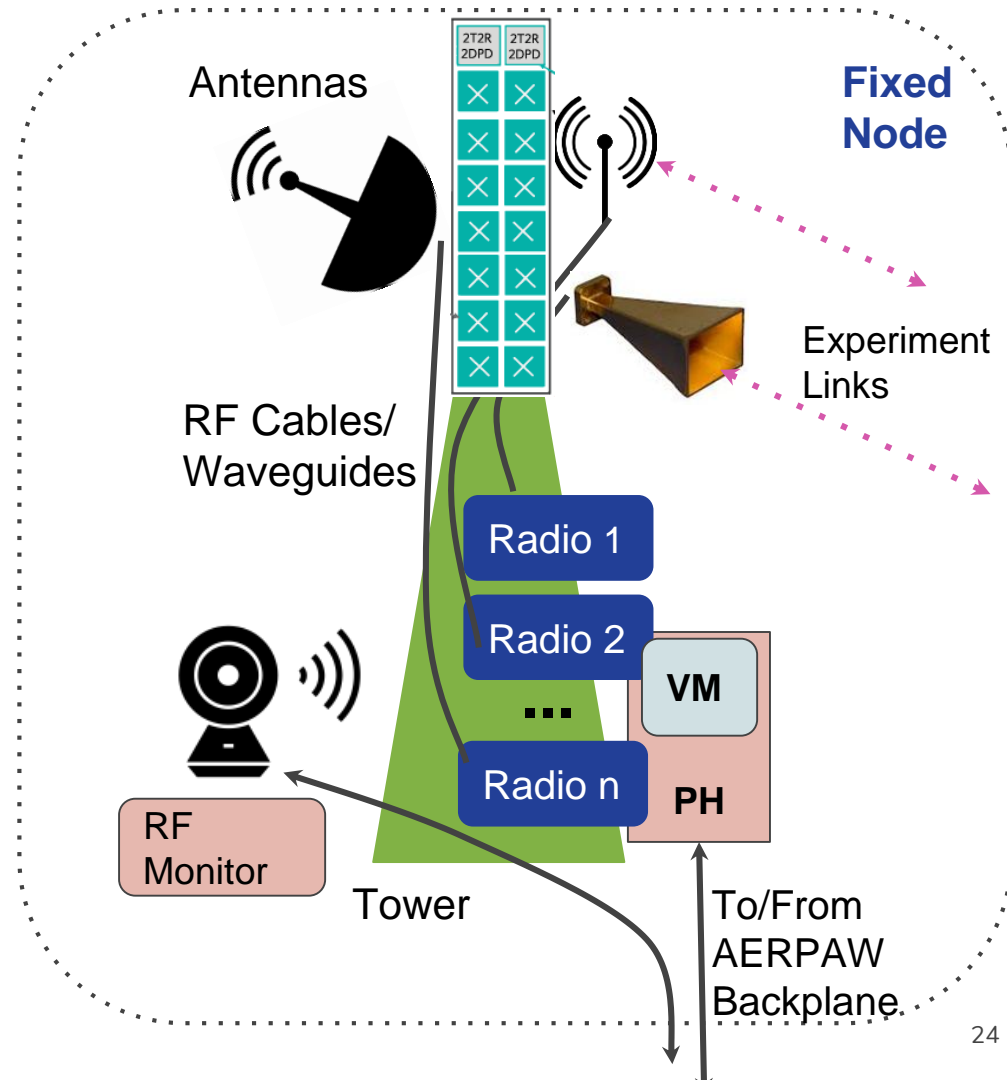 2T2R 2T2R
2DPD 2DPD
Antennas
Fixed
Node
Experiment
Links
RF Cables/
Waveguides
Radio 1
Radio 2
VM
...
Radio n
PH
RF
Monitor
Tower
To/From
AERPAW
Backplane
24